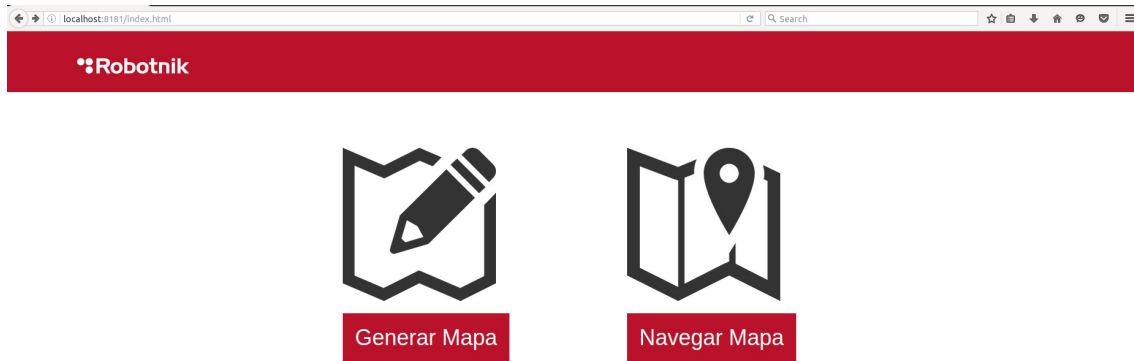 localhost:8181/index.html
Search
Robotnik
Generar Mapa
Navegar Mapa